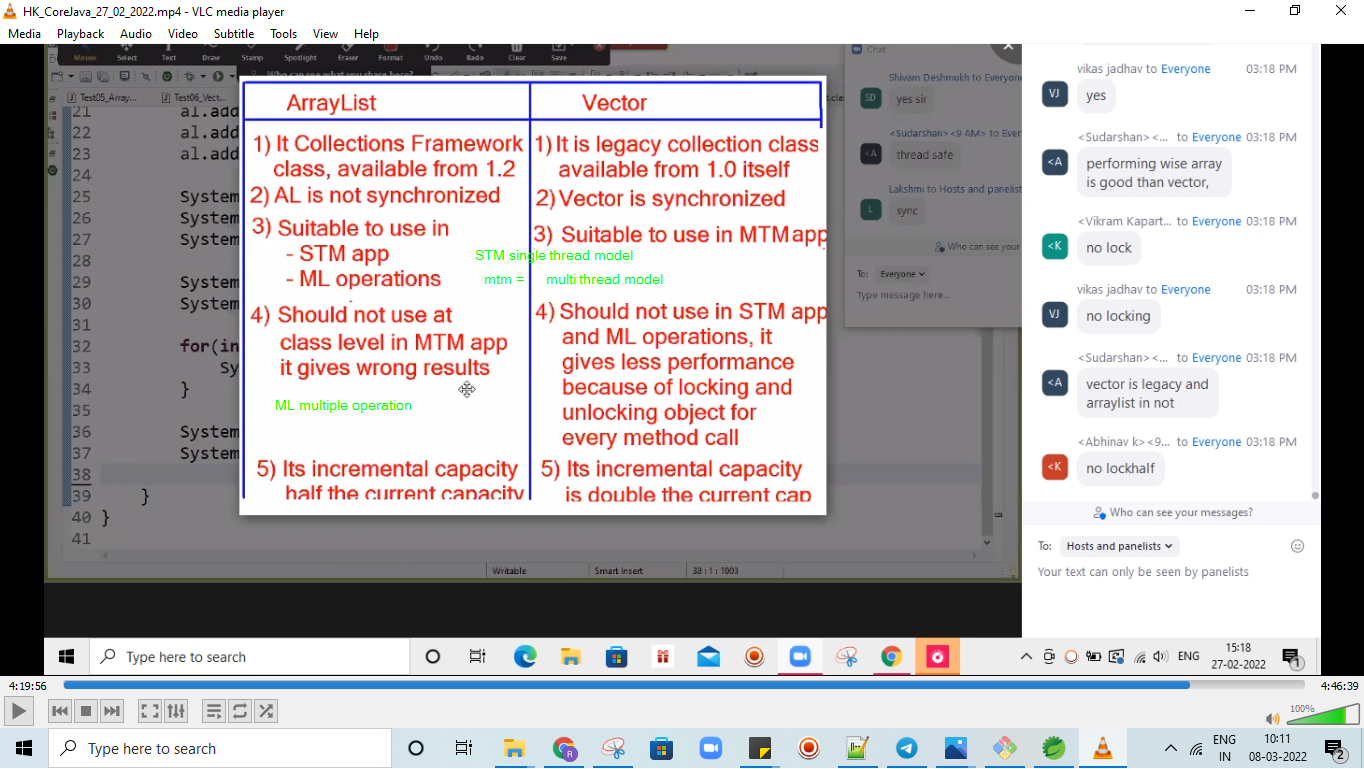 HK_CoreJava_27_02_2022.mp4 - VLC media player
Media Playback Audio Video Subtitle Tools View Help
Mouse Select Text Draw Stamp Spotlight Eraser Format Undo Redo Clear Save
Who can see what you share here?
Test05_Array...
Test06_Vect...
21 al.add
22 al.add
23 al.add
24
25 System
26 System
27 System
28
29 System
30 System
31
32 for(in
33 Sy
34 }
35
36 System
37 System
38
39 }
40 }
41
Writable Smart Insert 38 : 1 : 1003
ArrayList
1) It Collections Framework
class, available from 1.2
2) AL is not synchronized
3) Suitable to use in
- STM app
- ML operations
4) Should not use at
class level in MTM app
it gives wrong results
ML multiple operation
5) Its incremental capacity
half the current capacity
Vector
1) It is legacy collection class
available from 1.0 itself
2) Vector is synchronized
3) Suitable to use in MTM app
STM single thread model
mtm = multi thread model
4) Should not use in STM app
and ML operations, it
gives less performance
because of locking and
unlocking object for
every method call
5) Its incremental capacity
is double the current cap
Chat
Shivam Deshmukh to Everyone
SD yes sir
<Sudarshan> <9 AM> to Ever
<A thread safe
Lakshmi to Hosts and panelist
L sync
Who can see your
To: Everyone
Type message here...
vikas jadhav to Everyone 03:18 PM
VJ yes
<Sudarshan> <... to Everyone 03:18 PM
<A performing wise array
is good than vector,
<Vikram Kapart... to Everyone 03:18 PM
<K no lock
vikas jadhav to Everyone 03:18 PM
VJ no locking
<Sudarshan> <... to Everyone 03:18 PM
<A vector is legacy and
arraylist in not
<Abhinav k> <9... to Everyone 03:18 PM
<K no lockhalf
Who can see your messages?
To: Hosts and panelists
Your text can only be seen by panelists
Type here to search
ENG
15:18
27-02-2022
1
4:19:56
4:46:39
100%
Type here to search
ENG
IN
10:11
08-03-2022
2